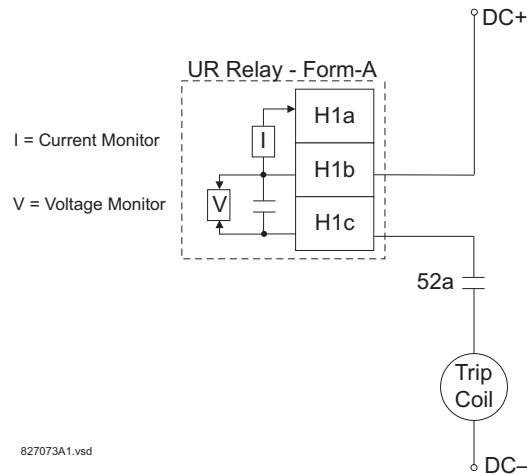 DC+
UR Relay - Form-A
H1a
I = Current Monitor
I
H1b
V = Voltage Monitor
V
H1c
52a
Trip
Coil
827073A1.vsd
DC–